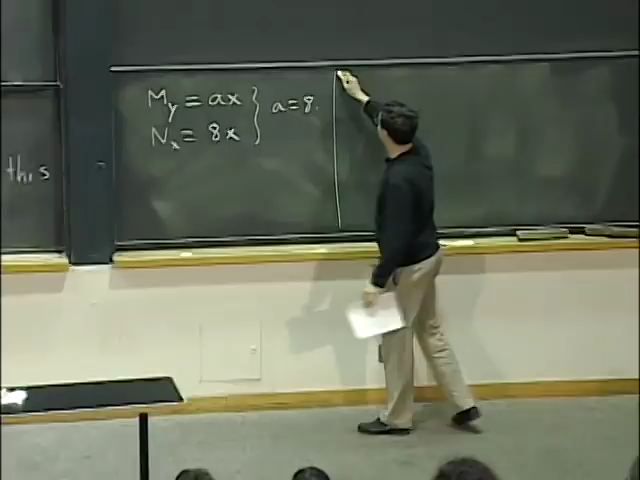 this
M_y = ax } a=8.
N_x = 8x